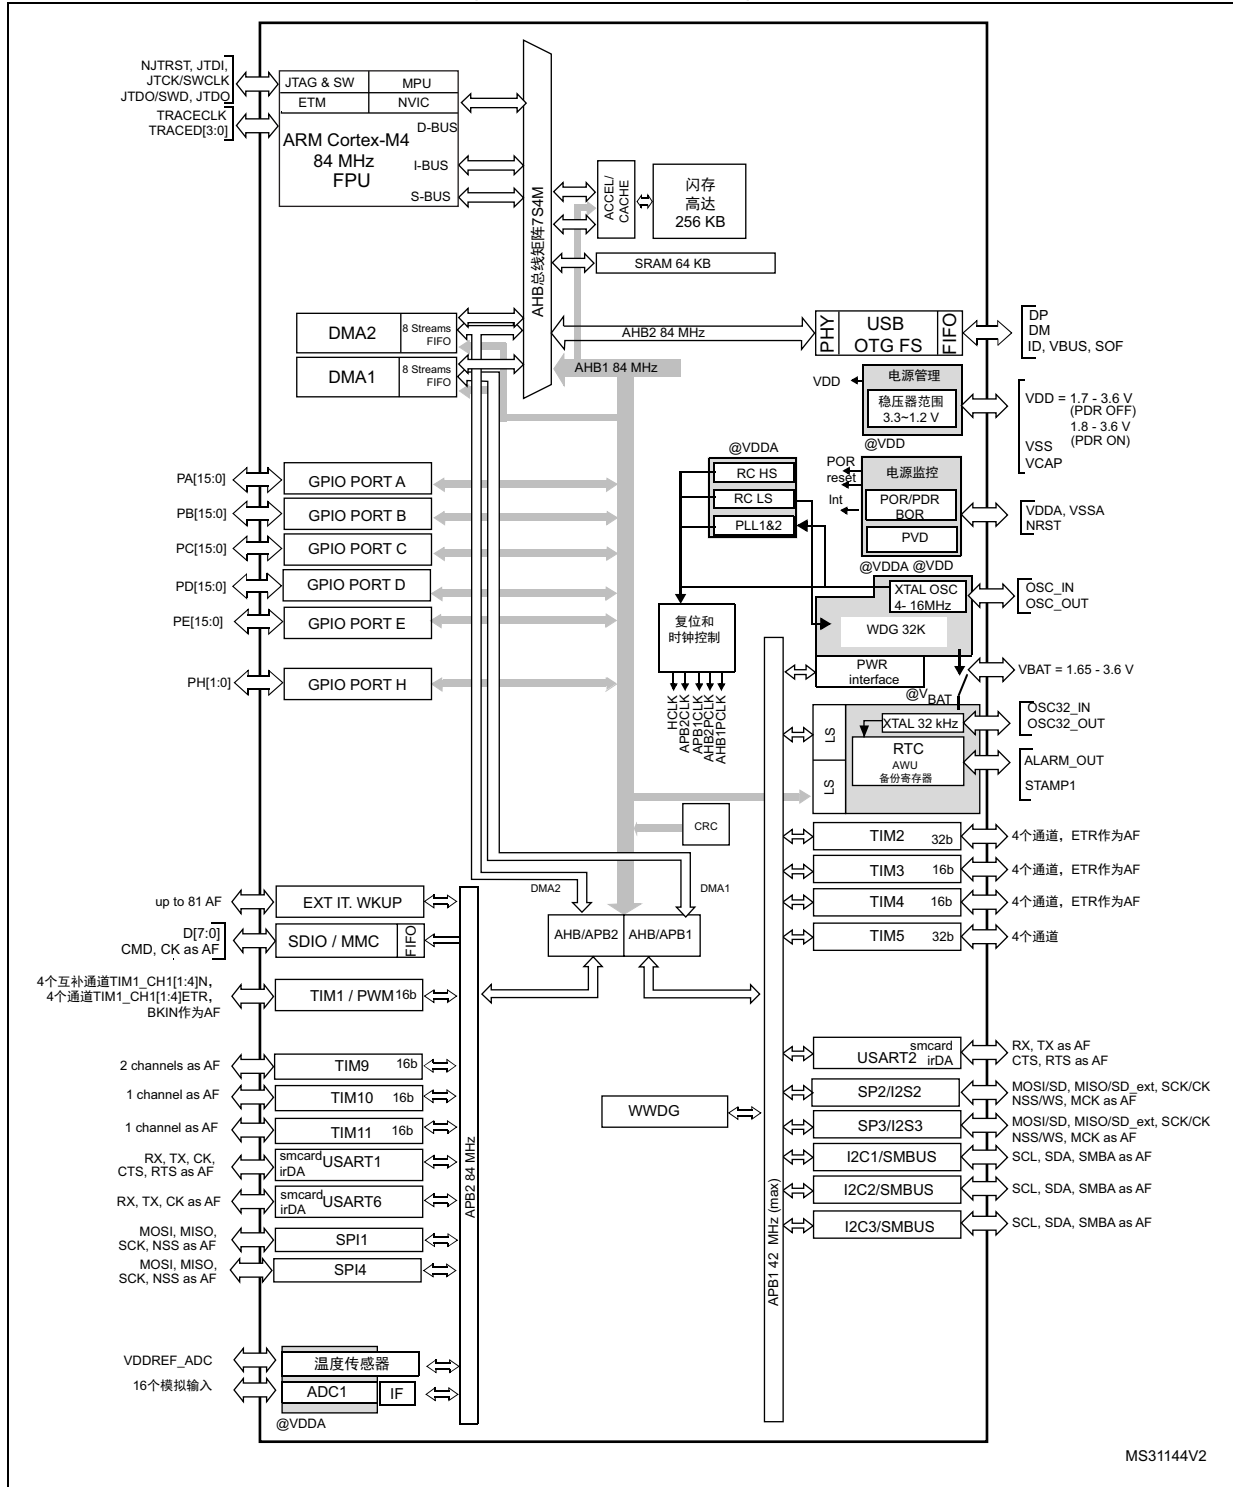 NJTRST, JTDI,
JTCK/SWCLK
JTDO/SWD, JTDO
TRACECLK
TRACED[3:0]
JTAG & SW
MPU
ETM
NVIC
D-BUS
ARM Cortex-M4
84 MHz
FPU
I-BUS
S-BUS
AHB总线矩阵7S4M
ACCEL/
CACHE
闪存
高达
256 KB
SRAM 64 KB
DMA2
8 Streams
FIFO
DMA1
8 Streams
FIFO
AHB2 84 MHz
AHB1 84 MHz
PHY
USB
OTG FS
FIFO
DP
DM
ID, VBUS, SOF
VDD
电源管理
稳压器范围
3.3~1.2 V
@VDD
VDD = 1.7 - 3.6 V
(PDR OFF)
1.8 - 3.6 V
(PDR ON)
VSS
VCAP
@VDDA
RC HS
RC LS
PLL1&2
POR
reset
Int
电源监控
POR/PDR
BOR
PVD
VDDA, VSSA
NRST
@VDDA @VDD
XTAL OSC
4- 16MHz
OSC_IN
OSC_OUT
WDG 32K
PWR
interface
VBAT = 1.65 - 3.6 V
@VBAT
复位和
时钟控制
HCLK
APB2CLK
APB1CLK
AHB2PCLK
AHB1PCLK
LS
LS
XTAL 32 kHz
RTC
AWU
备份寄存器
OSC32_IN
OSC32_OUT
ALARM_OUT
STAMP1
PA[15:0]
GPIO PORT A
PB[15:0]
GPIO PORT B
PC[15:0]
GPIO PORT C
PD[15:0]
GPIO PORT D
PE[15:0]
GPIO PORT E
PH[1:0]
GPIO PORT H
CRC
DMA2
DMA1
AHB/APB2
AHB/APB1
TIM2
32b
4个通道，ETR作为AF
TIM3
16b
4个通道，ETR作为AF
TIM4
16b
4个通道，ETR作为AF
TIM5
32b
4个通道
up to 81 AF
EXT IT. WKUP
D[7:0]
CMD, CK as AF
SDIO / MMC
FIFO
4个互补通道TIM1_CH1[1:4]N，
4个通道TIM1_CH1[1:4]ETR，
BKIN作为AF
TIM1 / PWM
16b
2 channels as AF
TIM9
16b
1 channel as AF
TIM10
16b
1 channel as AF
TIM11
16b
RX, TX, CK,
CTS, RTS as AF
smcard
irDA
USART1
RX, TX, CK as AF
smcard
irDA
USART6
MOSI, MISO,
SCK, NSS as AF
SPI1
MOSI, MISO,
SCK, NSS as AF
SPI4
VDDREF_ADC
温度传感器
16个模拟输入
ADC1
IF
@VDDA
APB2 84 MHz
WWDG
APB1 42 MHz (max)
smcard
USART2
irDA
RX, TX as AF
CTS, RTS as AF
SP2/I2S2
MOSI/SD, MISO/SD_ext, SCK/CK
NSS/WS, MCK as AF
SP3/I2S3
MOSI/SD, MISO/SD_ext, SCK/CK
NSS/WS, MCK as AF
I2C1/SMBUS
SCL, SDA, SMBA as AF
I2C2/SMBUS
SCL, SDA, SMBA as AF
I2C3/SMBUS
SCL, SDA, SMBA as AF
MS31144V2